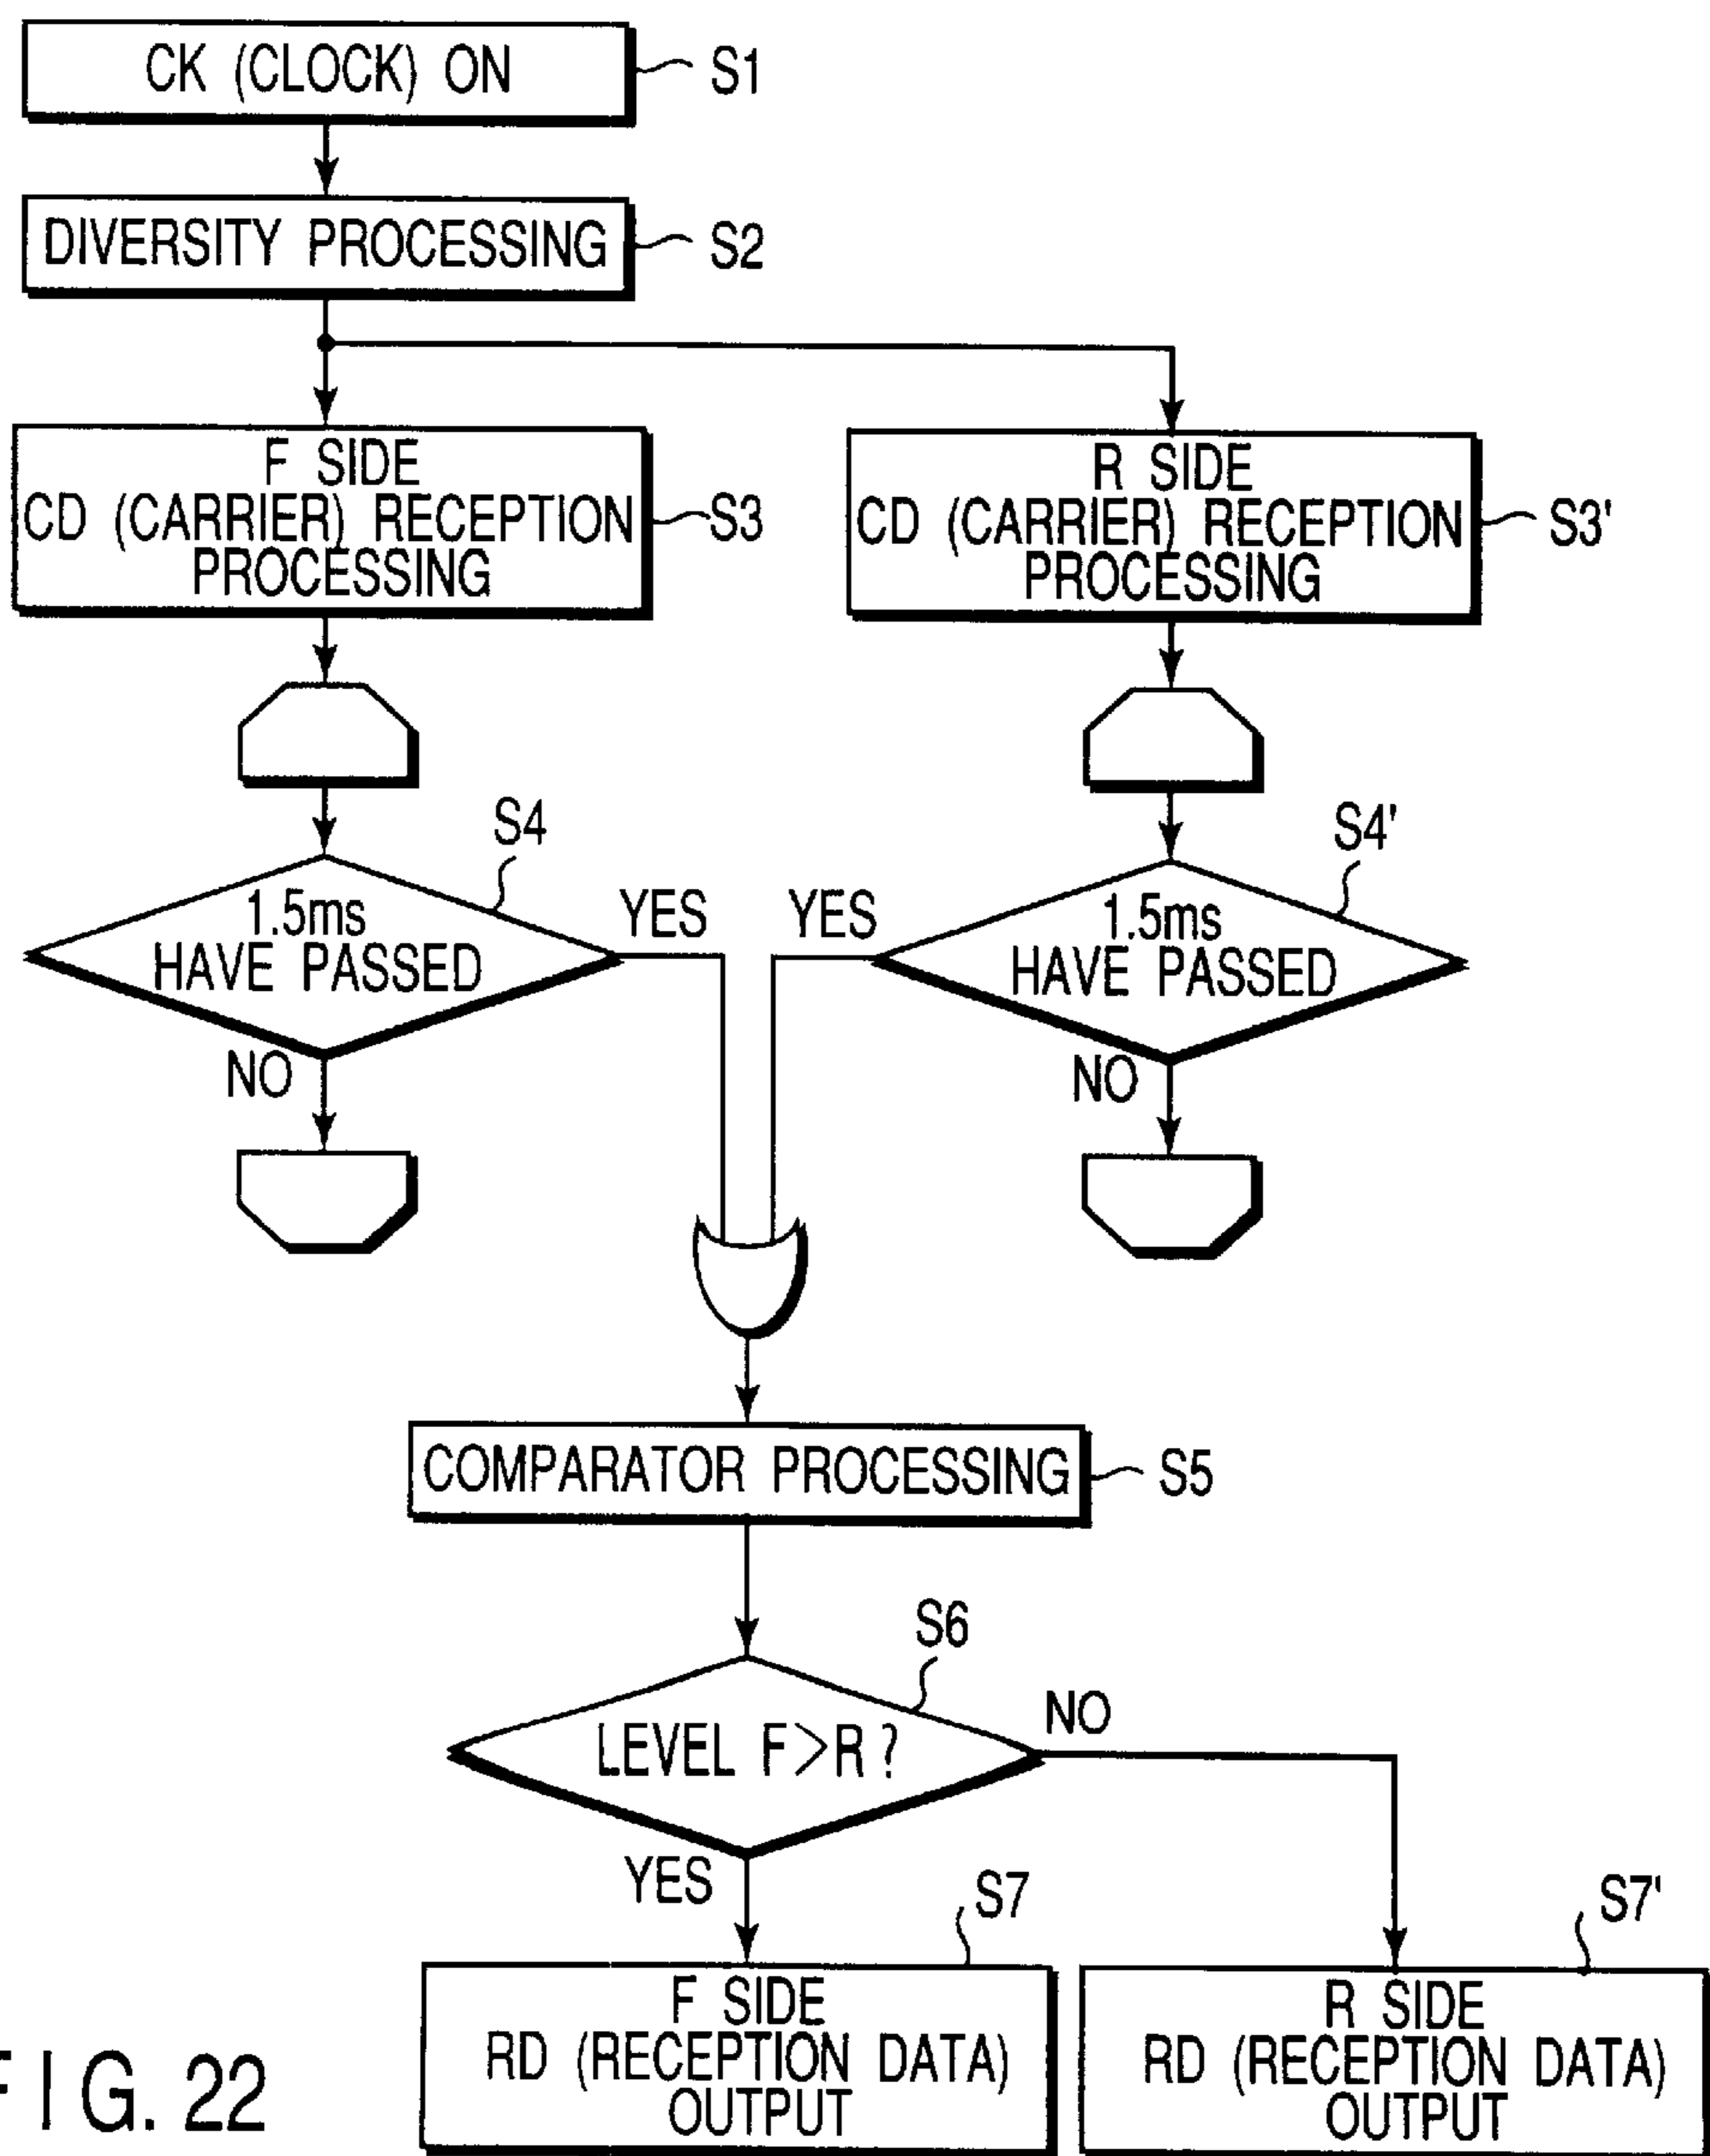 CK (CLOCK) ON
S1
DIVERSITY PROCESSING
S2
F SIDE
CD (CARRIER) RECEPTION
PROCESSING
S3
R SIDE
CD (CARRIER) RECEPTION
PROCESSING
S3'
S4
1.5ms
HAVE PASSED
YES
NO
S4'
1.5ms
HAVE PASSED
YES
NO
COMPARATOR PROCESSING
S5
S6
LEVEL F>R?
NO
YES
S7
F SIDE
RD (RECEPTION DATA)
OUTPUT
S7'
R SIDE
RD (RECEPTION DATA)
OUTPUT
FIG. 22